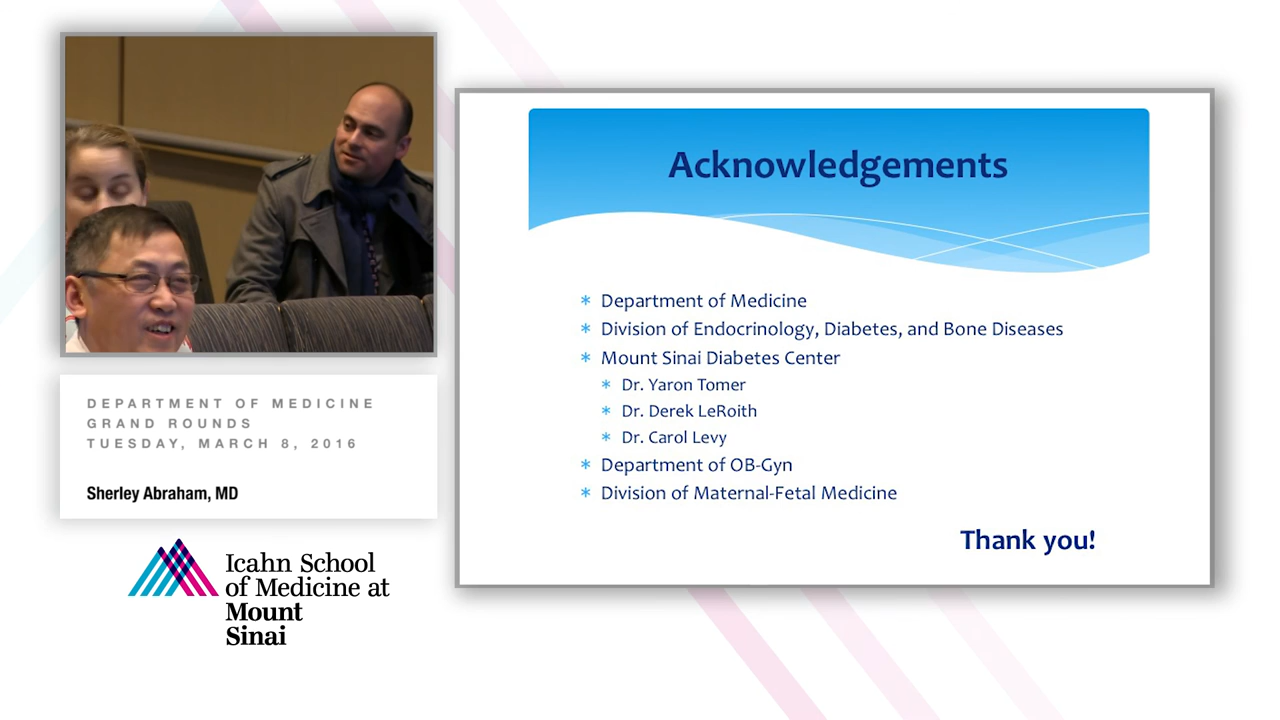 DEPARTMENT OF MEDICINE
GRAND ROUNDS
TUESDAY, MARCH 8, 2016
Sherley Abraham, MD
Icahn School
of Medicine at
Mount
Sinai
Acknowledgements
* Department of Medicine
* Division of Endocrinology, Diabetes, and Bone Diseases
* Mount Sinai Diabetes Center
* Dr. Yaron Tomer
* Dr. Derek LeRoith
* Dr. Carol Levy
* Department of OB-Gyn
* Division of Maternal-Fetal Medicine
Thank you!